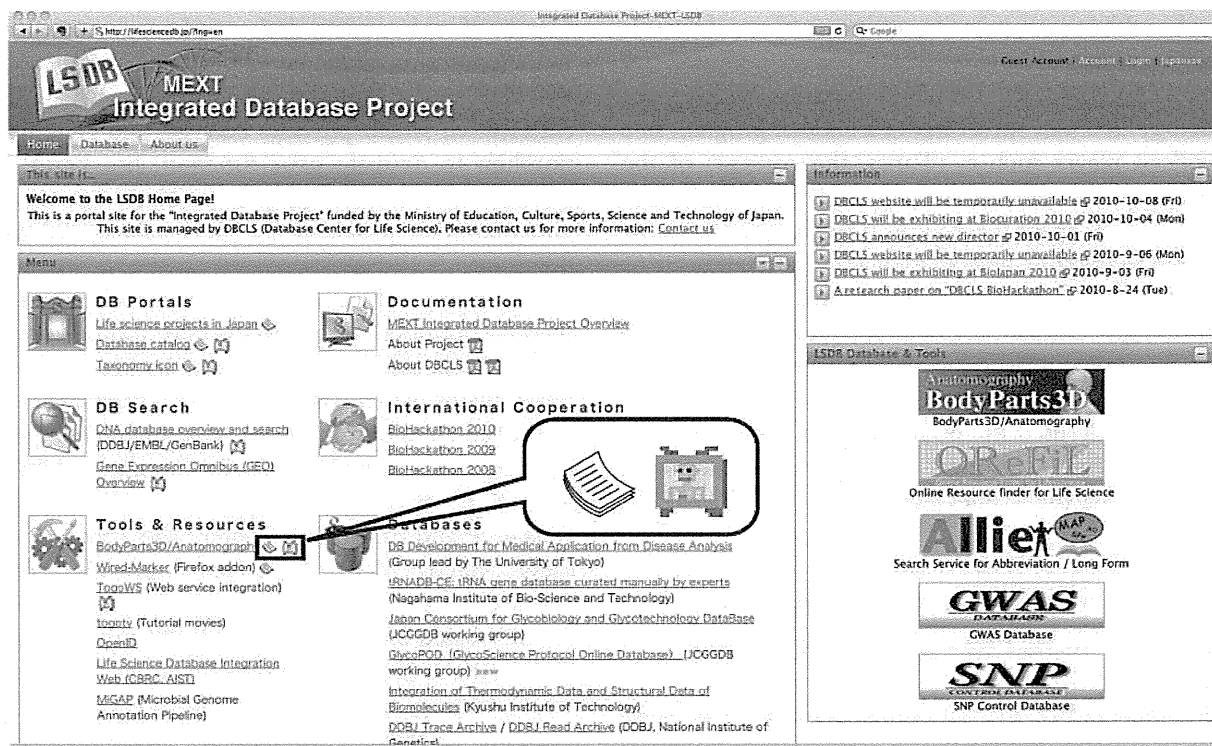 Integrated Database Project-MEXT-LSDB
http://lifesciencedb.jp/?lng=en
Google
Guest Account | Account | Login | Japanese
LSDB
MEXT
Integrated Database Project
Home Database About us
This site is...
Welcome to the LSDB Home Page!
This is a portal site for the "Integrated Database Project" funded by the Ministry of Education, Culture, Sports, Science and Technology of Japan.
This site is managed by DBCLS (Database Center for Life Science). Please contact us for more information: Contact us
Menu
DB Portals
Life science projects in Japan
Database catalog
Taxonomy icon
Documentation
MEXT Integrated Database Project Overview
About Project
About DBCLS
DB Search
DNA database overview and search
(DDBJ/EMBL/GenBank)
Gene Expression Omnibus (GEO)
Overview
International Cooperation
BioHackathon 2010
BioHackathon 2009
BioHackathon 2008
Tools & Resources
BodyParts3D/Anatomograph
Wired-Marker (Firefox addon)
TogoWS (Web service integration)
togotv (Tutorial movies)
OpenID
Life Science Database Integration
Web (CBRC, AIST)
MiGAP (Microbial Genome
Annotation Pipeline)
Databases
DB Development for Medical Application from Disease Analysis
(Group lead by The University of Tokyo)
tRNADB-CE: tRNA gene database curated manually by experts
(Nagahama Institute of Bio-Science and Technology)
Japan Consortium for Glycobiology and Glycotechnology DataBase
(JCGGDB working group)
GlycoPOD (GlycoScience Protocol Online Database) (JCGGDB
working group) new
Integration of Thermodynamic Data and Structural Data of
Biomolecules (Kyushu Institute of Technology)
DDBJ Trace Archive / DDBJ Read Archive (DDBJ, National Institute of
Genetics)
Information
DBCLS website will be temporarily unavailable 2010-10-08 (Fri)
DBCLS will be exhibiting at Biocuration 2010 2010-10-04 (Mon)
DBCLS announces new director 2010-10-01 (Fri)
DBCLS website will be temporarily unavailable 2010-9-06 (Mon)
DBCLS will be exhibiting at BioJapan 2010 2010-9-03 (Fri)
A research paper on "DBCLS BioHackathon" 2010-8-24 (Tue)
LSDB Database & Tools
Anatomography
BodyParts3D
BodyParts3D/Anatomography
OReFiL
Online Resource finder for Life Science
Allie
MAP
Search Service for Abbreviation / Long Form
GWAS
DATABASE
GWAS Database
SNP
CONTROL DATABASE
SNP Control Database